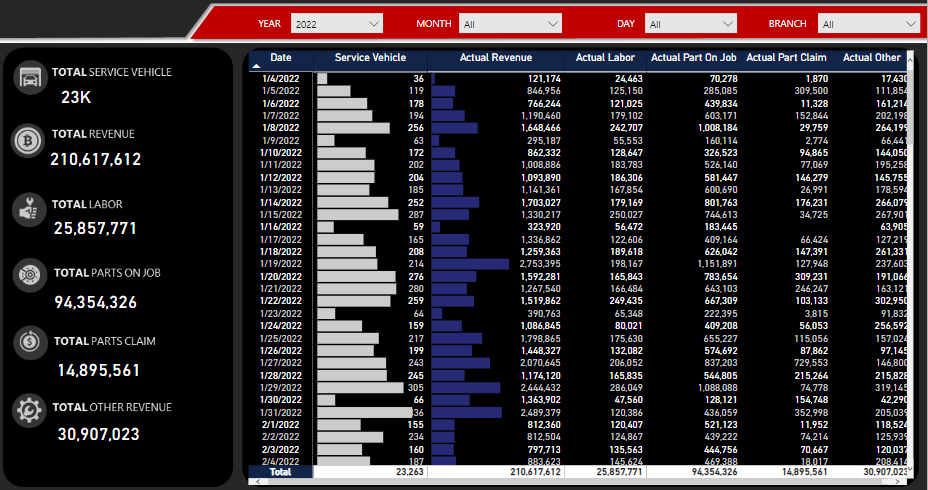 YEAR 2022 MONTH All DAY All BRANCH All
TOTAL SERVICE VEHICLE
23K
TOTAL REVENUE
210,617,612
TOTAL LABOR
25,857,771
TOTAL PARTS ON JOB
94,354,326
TOTAL PARTS CLAIM
14,895,561
TOTAL OTHER REVENUE
30,907,023
Date Service Vehicle Actual Revenue Actual Labor Actual Part On Job Actual Part Claim Actual Other
1/4/2022 36 121,174 24,463 70,278 1,870 17,430
1/5/2022 119 846,956 125,150 285,085 309,500 111,854
1/6/2022 178 766,244 121,025 439,834 11,328 161,214
1/7/2022 194 1,190,460 179,102 603,171 152,844 202,198
1/8/2022 256 1,648,466 242,707 1,008,184 29,759 264,199
1/9/2022 63 295,187 55,553 160,114 2,774 66,441
1/10/2022 172 862,332 128,647 326,523 94,865 144,050
1/11/2022 202 1,008,886 183,783 526,140 77,069 195,258
1/12/2022 204 1,093,890 186,306 581,447 146,279 145,755
1/13/2022 185 1,141,361 167,854 600,690 26,991 178,594
1/14/2022 252 1,703,027 179,169 801,763 176,231 266,079
1/15/2022 287 1,330,217 250,027 744,613 34,725 267,901
1/16/2022 59 323,920 56,472 183,445 63,905
1/17/2022 165 1,336,862 122,606 409,164 66,424 127,219
1/18/2022 208 1,259,363 189,618 626,042 147,391 261,331
1/19/2022 214 2,753,395 198,167 1,151,891 127,948 237,603
1/20/2022 276 1,592,281 165,843 783,654 309,231 191,066
1/21/2022 280 1,267,540 166,484 643,103 246,247 163,121
1/22/2022 259 1,519,862 249,435 667,309 103,133 302,950
1/23/2022 64 390,763 65,348 222,395 3,815 91,832
1/24/2022 159 1,086,845 80,021 409,208 56,053 256,592
1/25/2022 217 1,798,865 175,630 655,227 115,056 157,024
1/26/2022 199 1,448,327 132,082 574,692 87,862 97,145
1/27/2022 243 2,070,645 206,052 837,203 729,553 146,800
1/28/2022 245 1,174,120 165,835 544,805 215,264 215,828
1/29/2022 305 2,444,432 286,049 1,088,088 74,778 319,145
1/30/2022 66 1,363,902 47,560 128,121 154,748 42,290
1/31/2022 2,489,379 120,386 436,059 352,998 205,039
2/1/2022 155 812,360 120,407 521,123 11,952 118,524
2/2/2022 234 812,504 124,867 439,222 74,214 125,939
2/3/2022 160 797,713 135,563 444,756 70,667 120,037
2/4/2022 187 883,623 145,624 469,388 18,017 208,414
Total 23,263 210,617,612 25,857,771 94,354,326 14,895,561 30,907,023